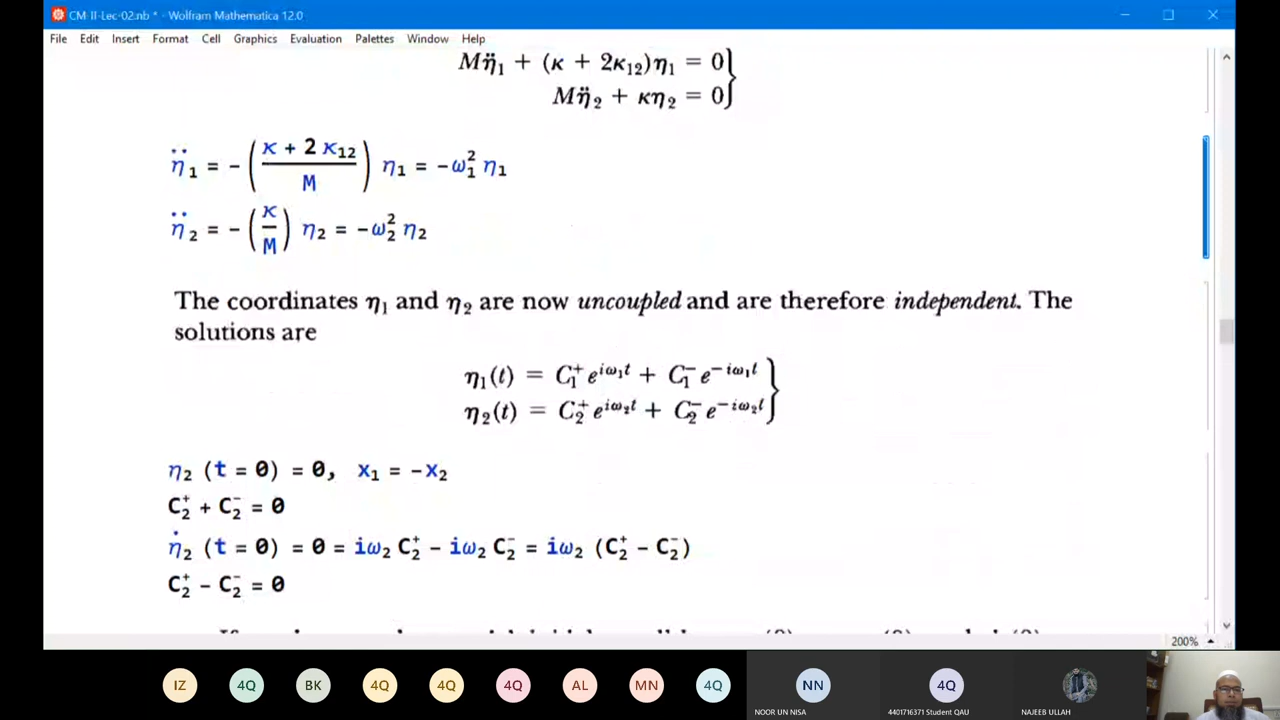 CM-II-Lec-02.nb * - Wolfram Mathematica 12.0
File Edit Insert Format Cell Graphics Evaluation Palettes Window Help
Mη̈₁ + (κ + 2κ₁₂)η₁ = 0
Mη̈₂ + κη₂ = 0
η̈₁ = -((κ + 2 κ₁₂)/M) η₁ = -ω₁² η₁
η̈₂ = -(κ/M) η₂ = -ω₂² η₂
The coordinates η₁ and η₂ are now uncoupled and are therefore independent. The
solutions are
η₁(t) = C₁⁺ e^{iω₁t} + C₁⁻ e^{-iω₁t}
η₂(t) = C₂⁺ e^{iω₂t} + C₂⁻ e^{-iω₂t}
η₂ (t = 0) = 0, x₁ = -x₂
C₂⁺ + C₂⁻ = 0
η̇₂ (t = 0) = 0 = iω₂ C₂⁺ - iω₂ C₂⁻ = iω₂ (C₂⁺ - C₂⁻)
C₂⁺ - C₂⁻ = 0
200%
IZ 4Q BK 4Q 4Q 4Q AL MN 4Q NN 4Q
NOOR UN NISA 4401716371 Student QAU NAJEEB ULLAH